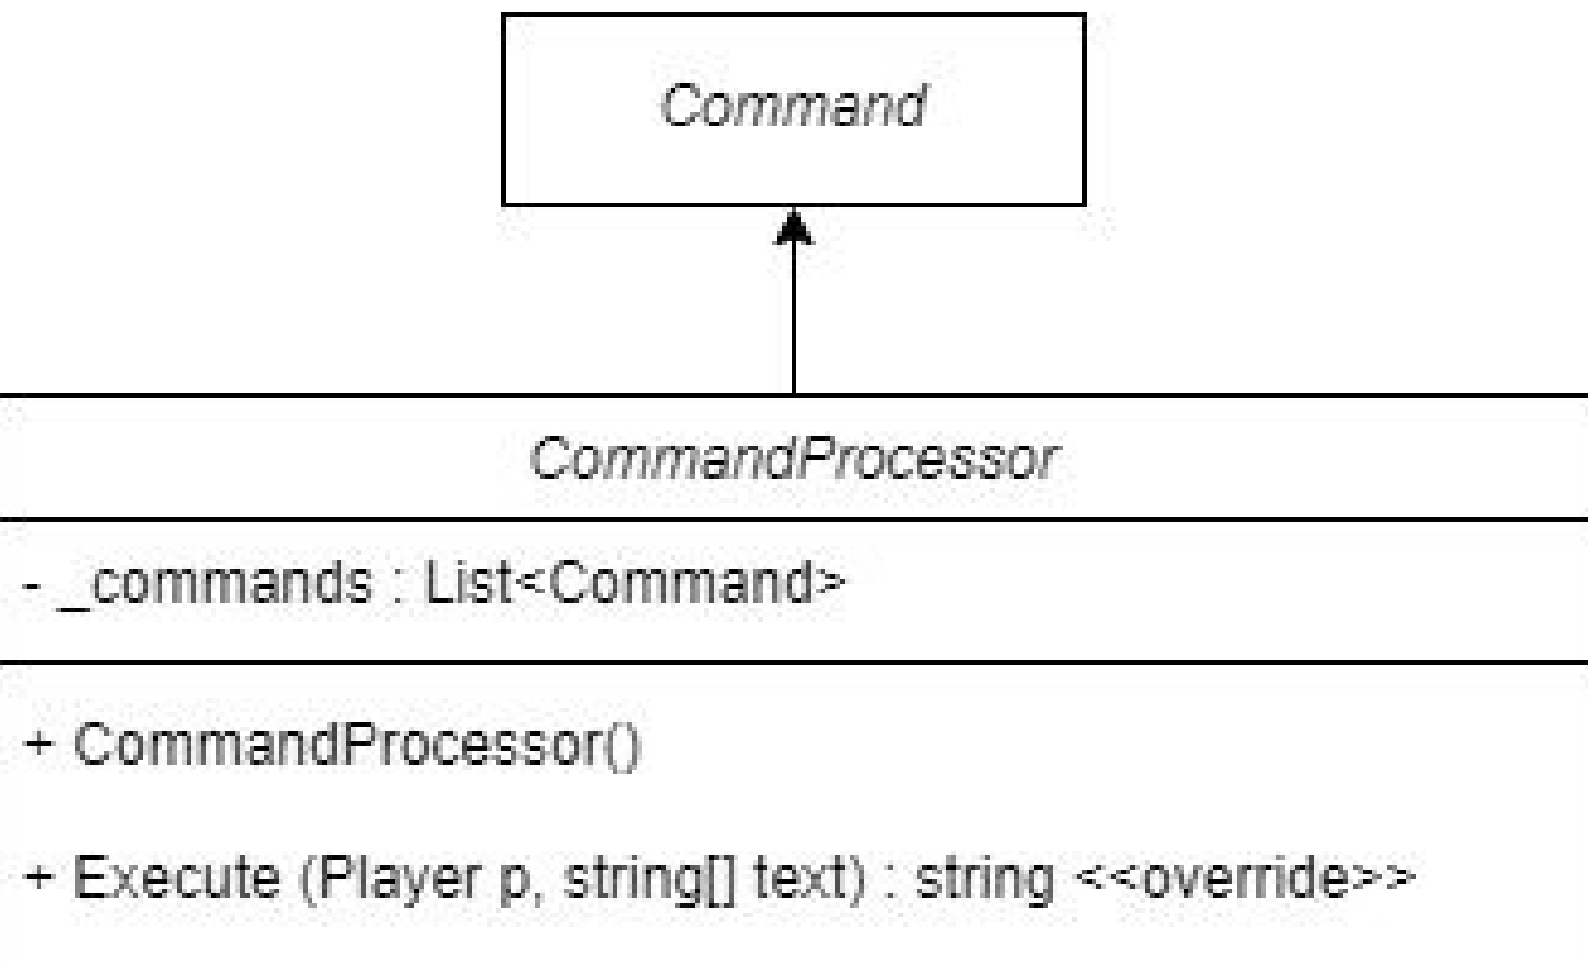 Command
CommandProcessor
- _commands : List<Command>
+ CommandProcessor()
+ Execute (Player p, string[] text) : string <<override>>